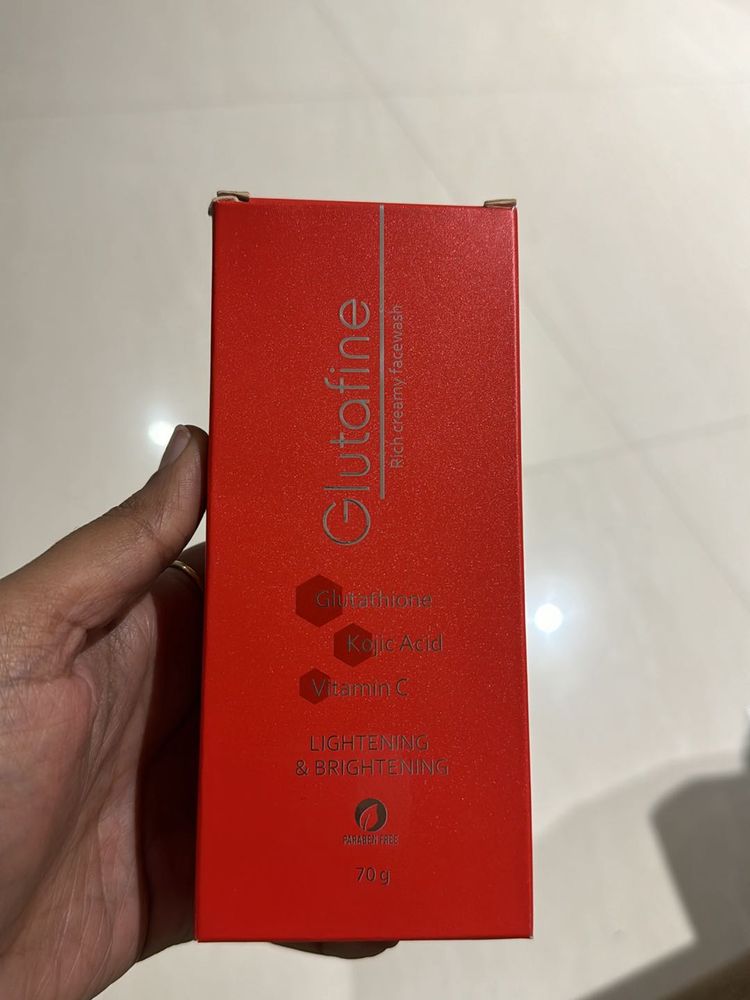 Glutafine
Rich creamy facewash
Glutathione
Kojic Acid
Vitamin C
LIGHTENING
& BRIGHTENING
PARABEN FREE
70 g